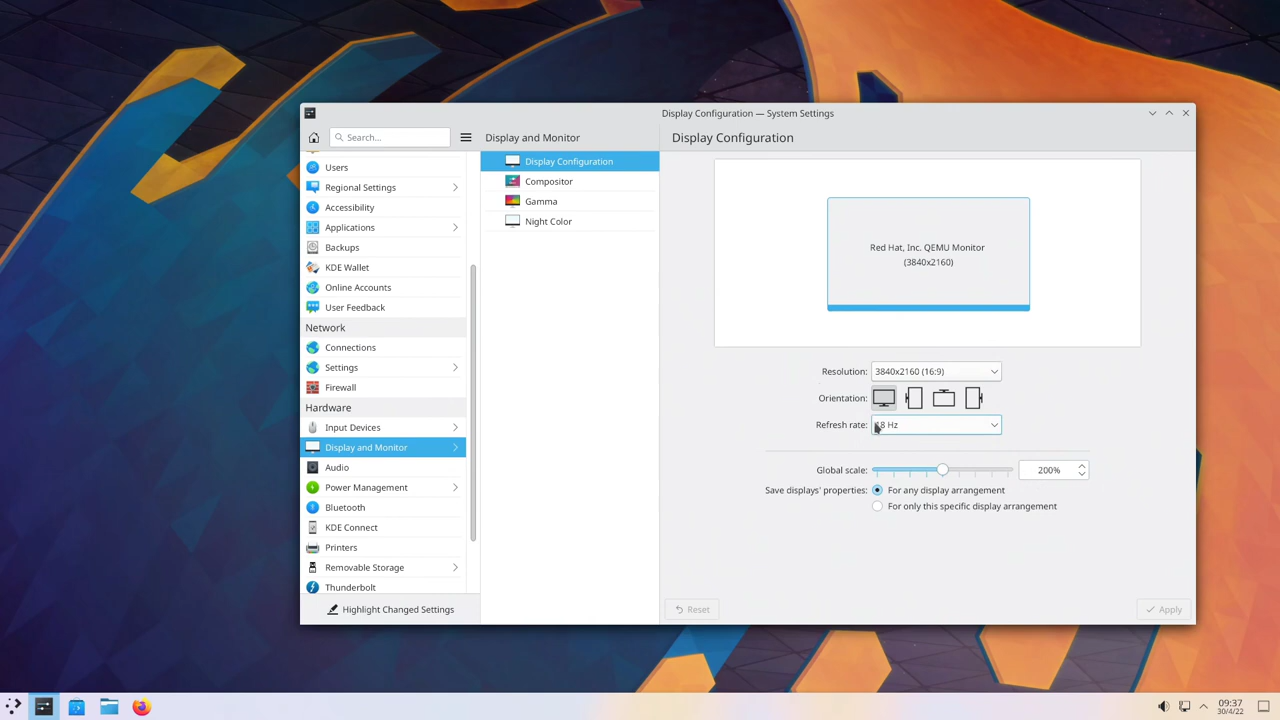 Display Configuration — System Settings
Search...
Display and Monitor
Display Configuration
Users
Regional Settings
Accessibility
Applications
Backups
KDE Wallet
Online Accounts
User Feedback
Network
Connections
Settings
Firewall
Hardware
Input Devices
Display and Monitor
Audio
Power Management
Bluetooth
KDE Connect
Printers
Removable Storage
Thunderbolt
Highlight Changed Settings
Display Configuration
Compositor
Gamma
Night Color
Red Hat, Inc. QEMU Monitor
(3840x2160)
Resolution: 3840x2160 (16:9)
Orientation:
Refresh rate: Hz
Global scale: 200%
Save displays' properties: For any display arrangement
For only this specific display arrangement
Reset
Apply
09:37
30/4/22